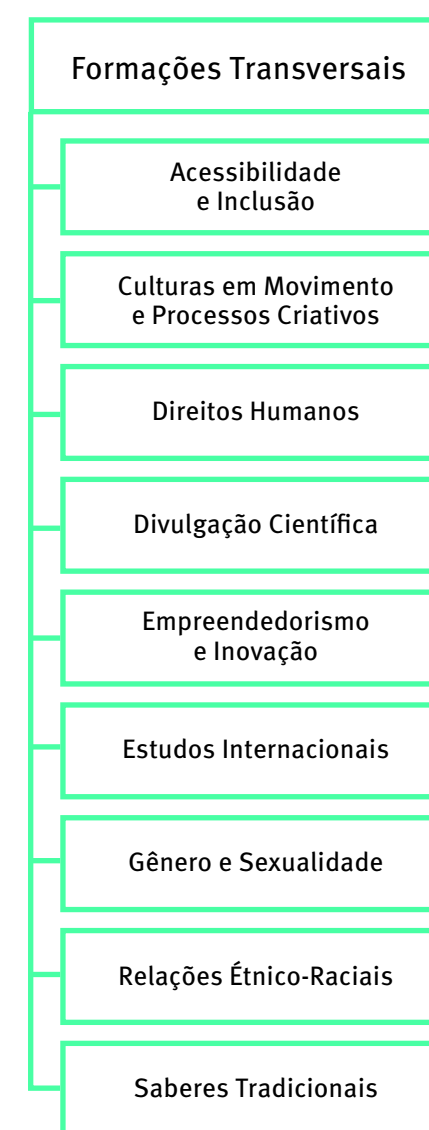 Formações Transversais
Acessibilidade
e Inclusão
Culturas em Movimento
e Processos Criativos
Direitos Humanos
Divulgação Científica
Empreendedorismo
e Inovação
Estudos Internacionais
Gênero e Sexualidade
Relações Étnico-Raciais
Saberes Tradicionais